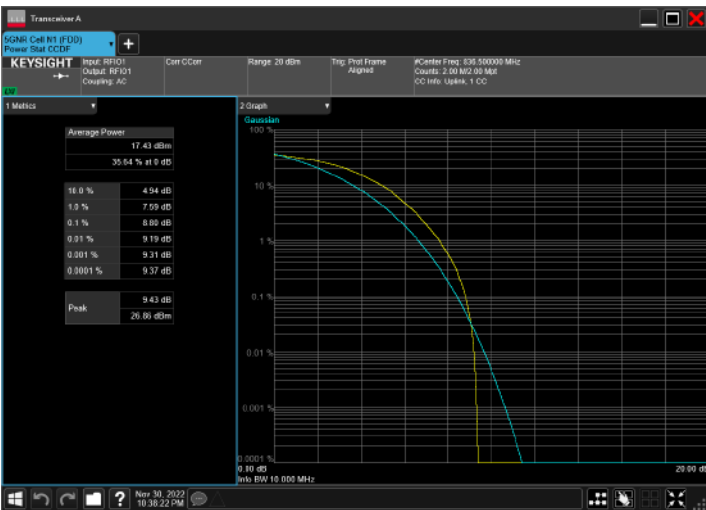 Transceiver A
5GNR Cell N1 (FDD)
Power Stat CCDF
KEYSIGHT
Input: RFIO1
Output: RFIO1
Coupling: AC
Corr CCorr
Range: 20 dBm
Trig: Prot Frame
Aligned
#Center Freq: 836.500000 MHz
Counts: 2.00 M/2.00 Mpt
CC Info: Uplink, 1 CC
1 Metrics
Average Power
17.43 dBm
35.64 % at 0 dB
10.0 % 4.94 dB
1.0 % 7.59 dB
0.1 % 8.80 dB
0.01 % 9.19 dB
0.001 % 9.31 dB
0.0001 % 9.37 dB
Peak
9.43 dB
26.86 dBm
2 Graph
Gaussian
100 %
10 %
1 %
0.1 %
0.01 %
0.001 %
0.0001 %
0.00 dB
20.00 dB
Info BW 10.000 MHz
Nov 30, 2022
10:38:22 PM